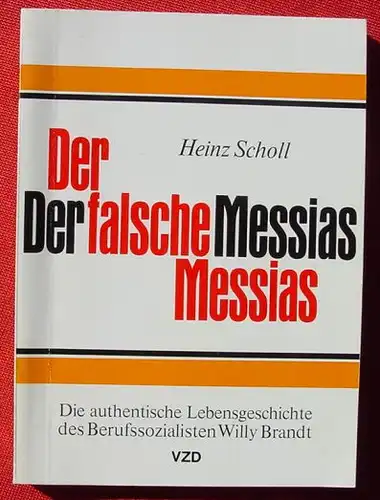 Heinz Scholl
Der
Der falsche Messias
Messias
Die authentische Lebensgeschichte
des Berufssozialisten Willy Brandt
VZD